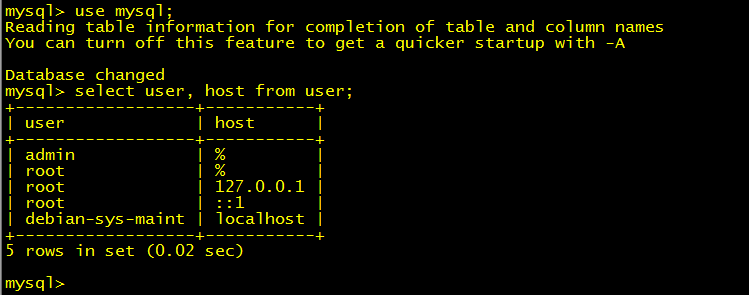 mysql> use mysql;
Reading table information for completion of table and column names
You can turn off this feature to get a quicker startup with -A

Database changed
mysql> select user, host from user;
+------------------+-----------+
| user             | host      |
+------------------+-----------+
| admin            | %         |
| root             | %         |
| root             | 127.0.0.1 |
| root             | ::1       |
| debian-sys-maint | localhost |
+------------------+-----------+
5 rows in set (0.02 sec)

mysql>